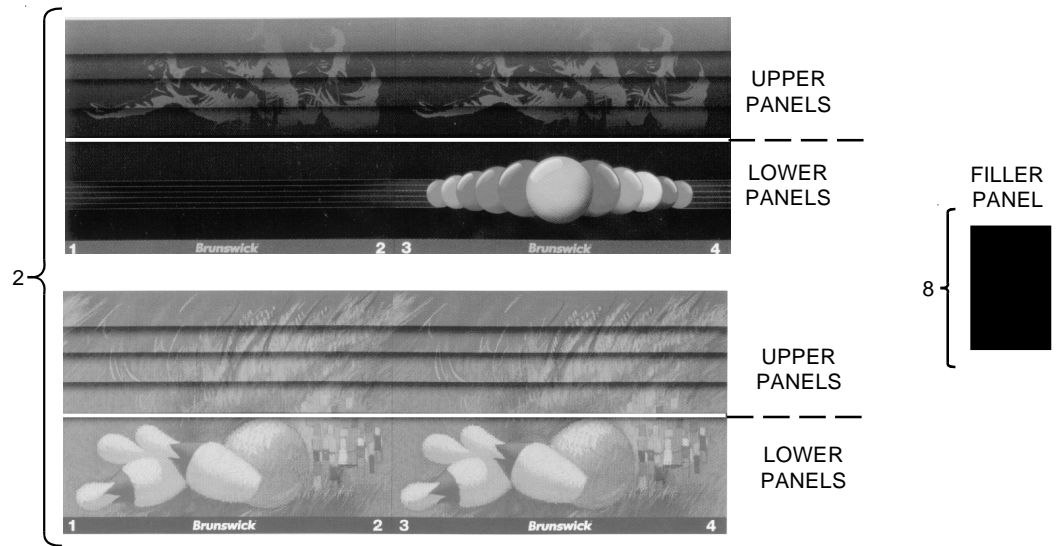 UPPER
PANELS
LOWER
PANELS
FILLER
PANEL
1 Brunswick 2 3 Brunswick 4
2
8
UPPER
PANELS
LOWER
PANELS
1 Brunswick 2 3 Brunswick 4